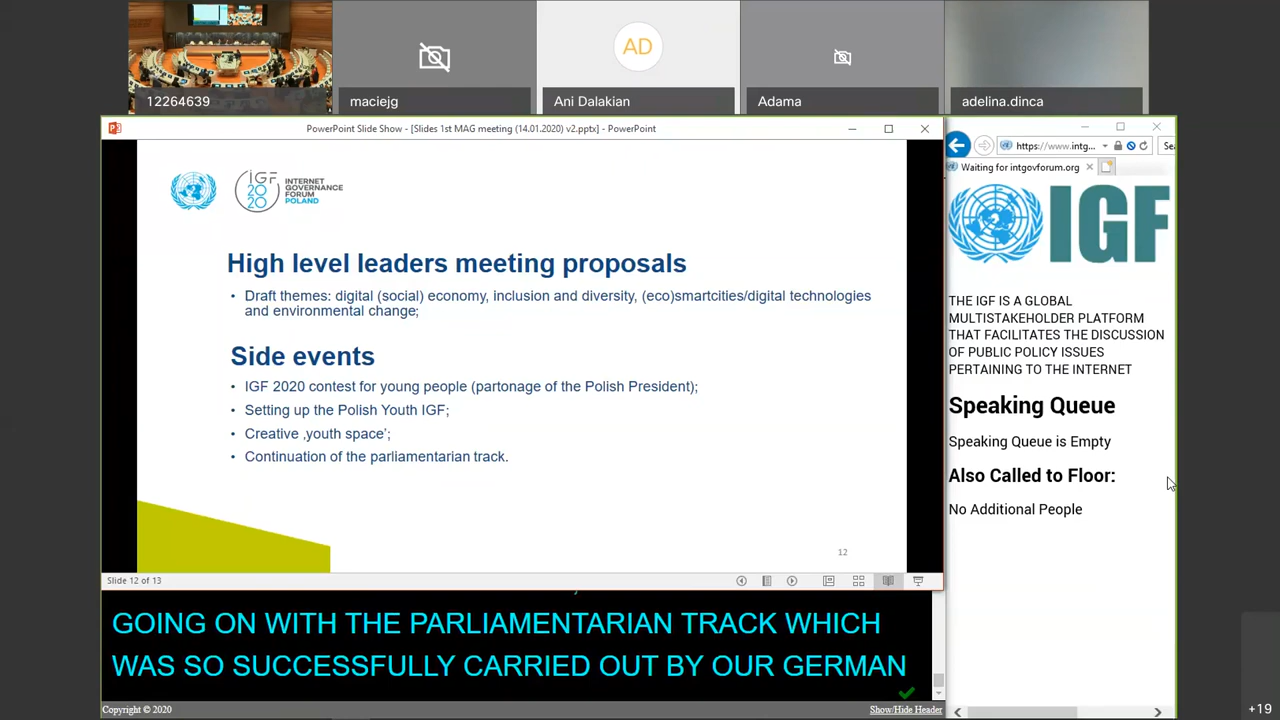 AD
12264639
maciejg
Ani Dalakian
Adama
adelina.dinca
PowerPoint Slide Show - [Slides 1st MAG meeting (14.01.2020) v2.pptx] - PowerPoint
IGF
20
20
INTERNET
GOVERNANCE
FORUM
POLAND
High level leaders meeting proposals
• Draft themes: digital (social) economy, inclusion and diversity, (eco)smartcities/digital technologies
and environmental change;
Side events
• IGF 2020 contest for young people (partonage of the Polish President);
• Setting up the Polish Youth IGF;
• Creative ‚youth space’;
• Continuation of the parliamentarian track.
12
Slide 12 of 13
GOING ON WITH THE PARLIAMENTARIAN TRACK WHICH
WAS SO SUCCESSFULLY CARRIED OUT BY OUR GERMAN
Copyright © 2020
Show/Hide Header
https://www.intg...
Waiting for intgovforum.org
IGF
THE IGF IS A GLOBAL
MULTISTAKEHOLDER PLATFORM
THAT FACILITATES THE DISCUSSION
OF PUBLIC POLICY ISSUES
PERTAINING TO THE INTERNET
Speaking Queue
Speaking Queue is Empty
Also Called to Floor:
No Additional People
+19